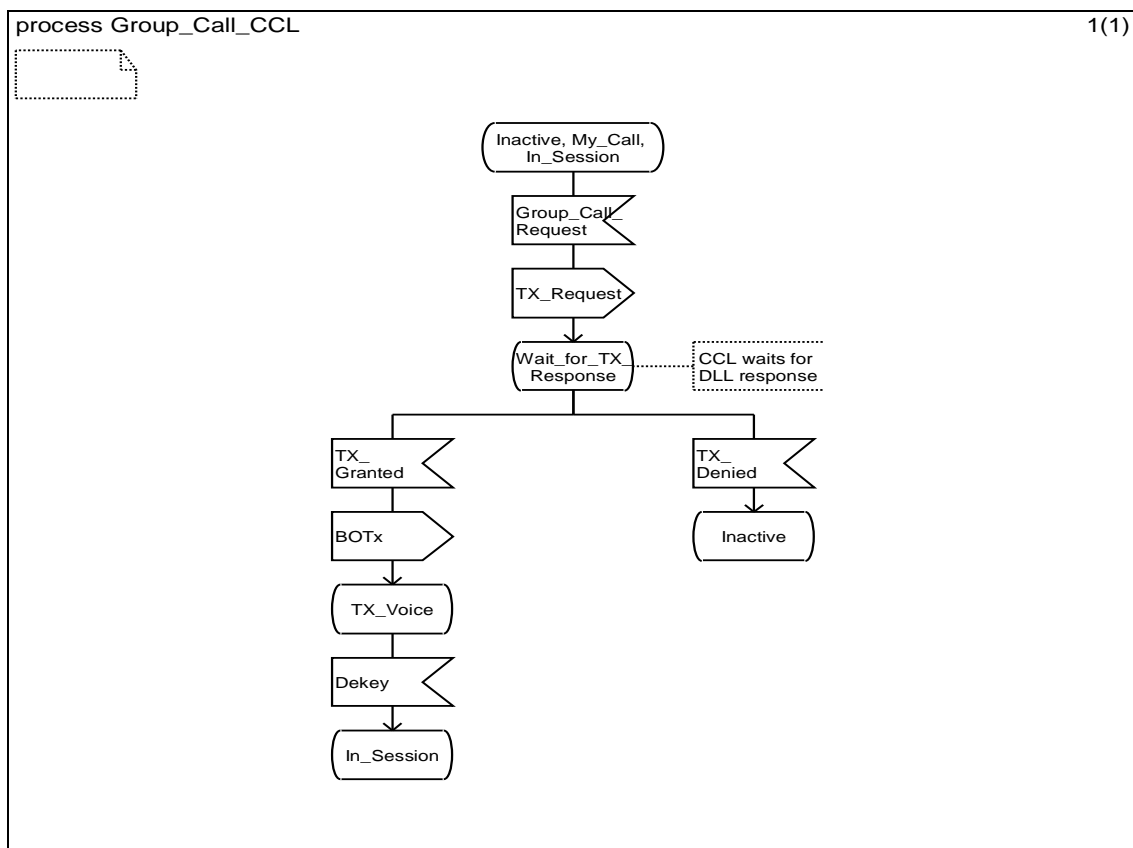 process Group_Call_CCL
1(1)
Inactive, My_Call,
In_Session
Group_Call_
Request
TX_Request
Wait_for_TX_
Response
CCL waits for
DLL response
TX_
Granted
TX_
Denied
BOTx
Inactive
TX_Voice
Dekey
In_Session